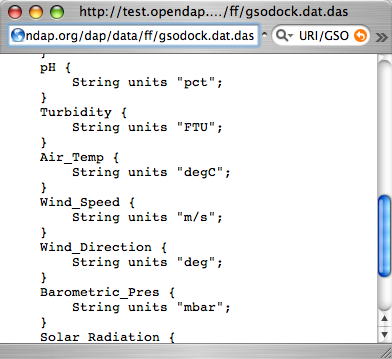 http://test.opendap..../ff/gsodock.dat.das
ndap.org/dap/data/ff/gsodock.dat.das
URI/GSO
pH {
String units "pct";
}
Turbidity {
String units "FTU";
}
Air_Temp {
String units "degC";
}
Wind_Speed {
String units "m/s";
}
Wind_Direction {
String units "deg";
}
Barometric_Pres {
String units "mbar";
}
Solar_Radiation {